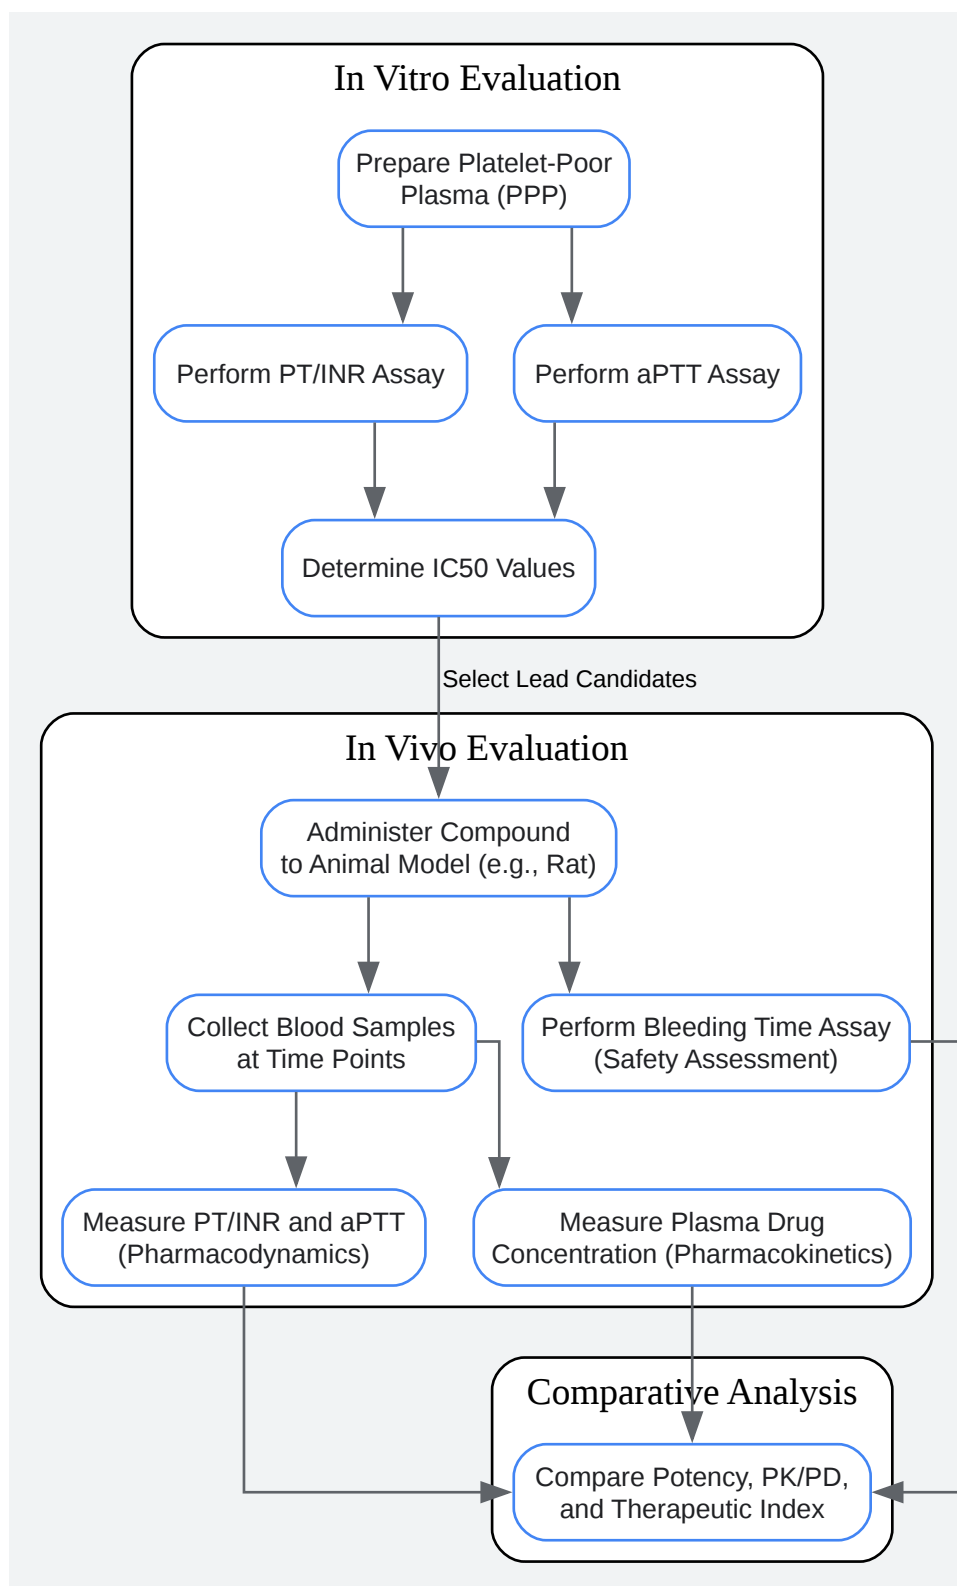 In Vitro Evaluation
Prepare Platelet-Poor
Plasma (PPP)
Perform PT/INR Assay
Perform aPTT Assay
Determine IC50 Values
Select Lead Candidates
In Vivo Evaluation
Administer Compound
to Animal Model (e.g., Rat)
Collect Blood Samples
at Time Points
Perform Bleeding Time Assay
(Safety Assessment)
Measure PT/INR and aPTT
(Pharmacodynamics)
Measure Plasma Drug
Concentration (Pharmacokinetics)
Comparative Analysis
Compare Potency, PK/PD,
and Therapeutic Index